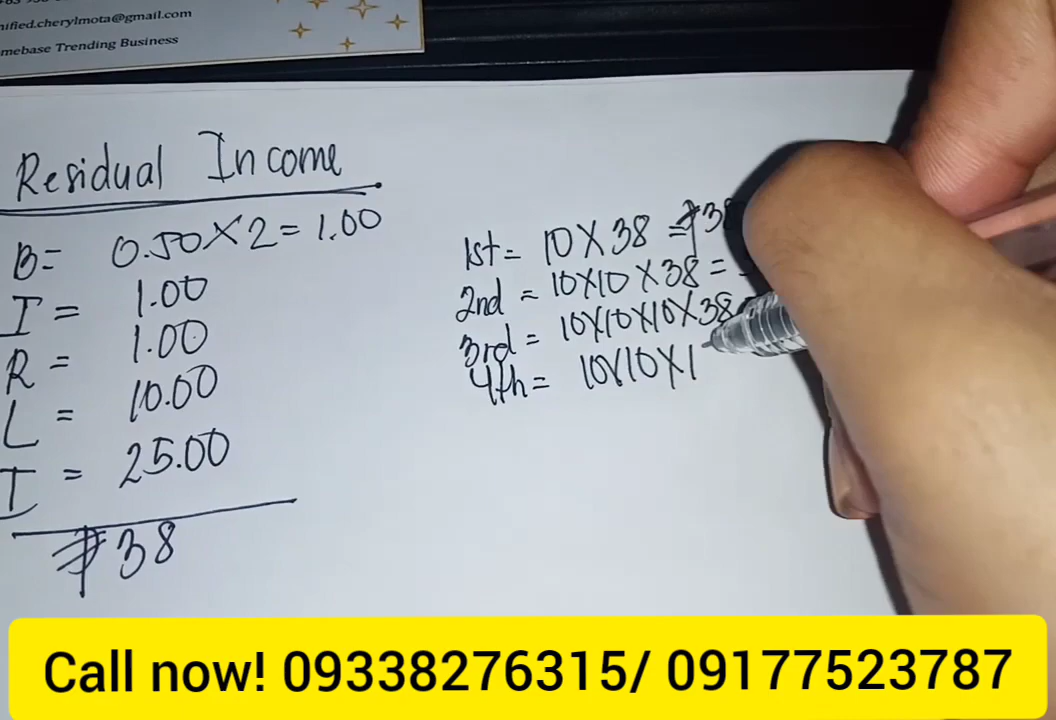 nified.cherylmota@gmail.com
mebase Trending Business
Residual Income
B= 0.50 X 2 = 1.00
I = 1.00
R = 1.00
L = 10.00
I = 25.00
₱38
1st = 10 X 38 = ₱38
2nd = 10X10 X 38 =
3rd = 10X10X10X38
4th = 10X10X1
Call now! 09338276315/ 09177523787